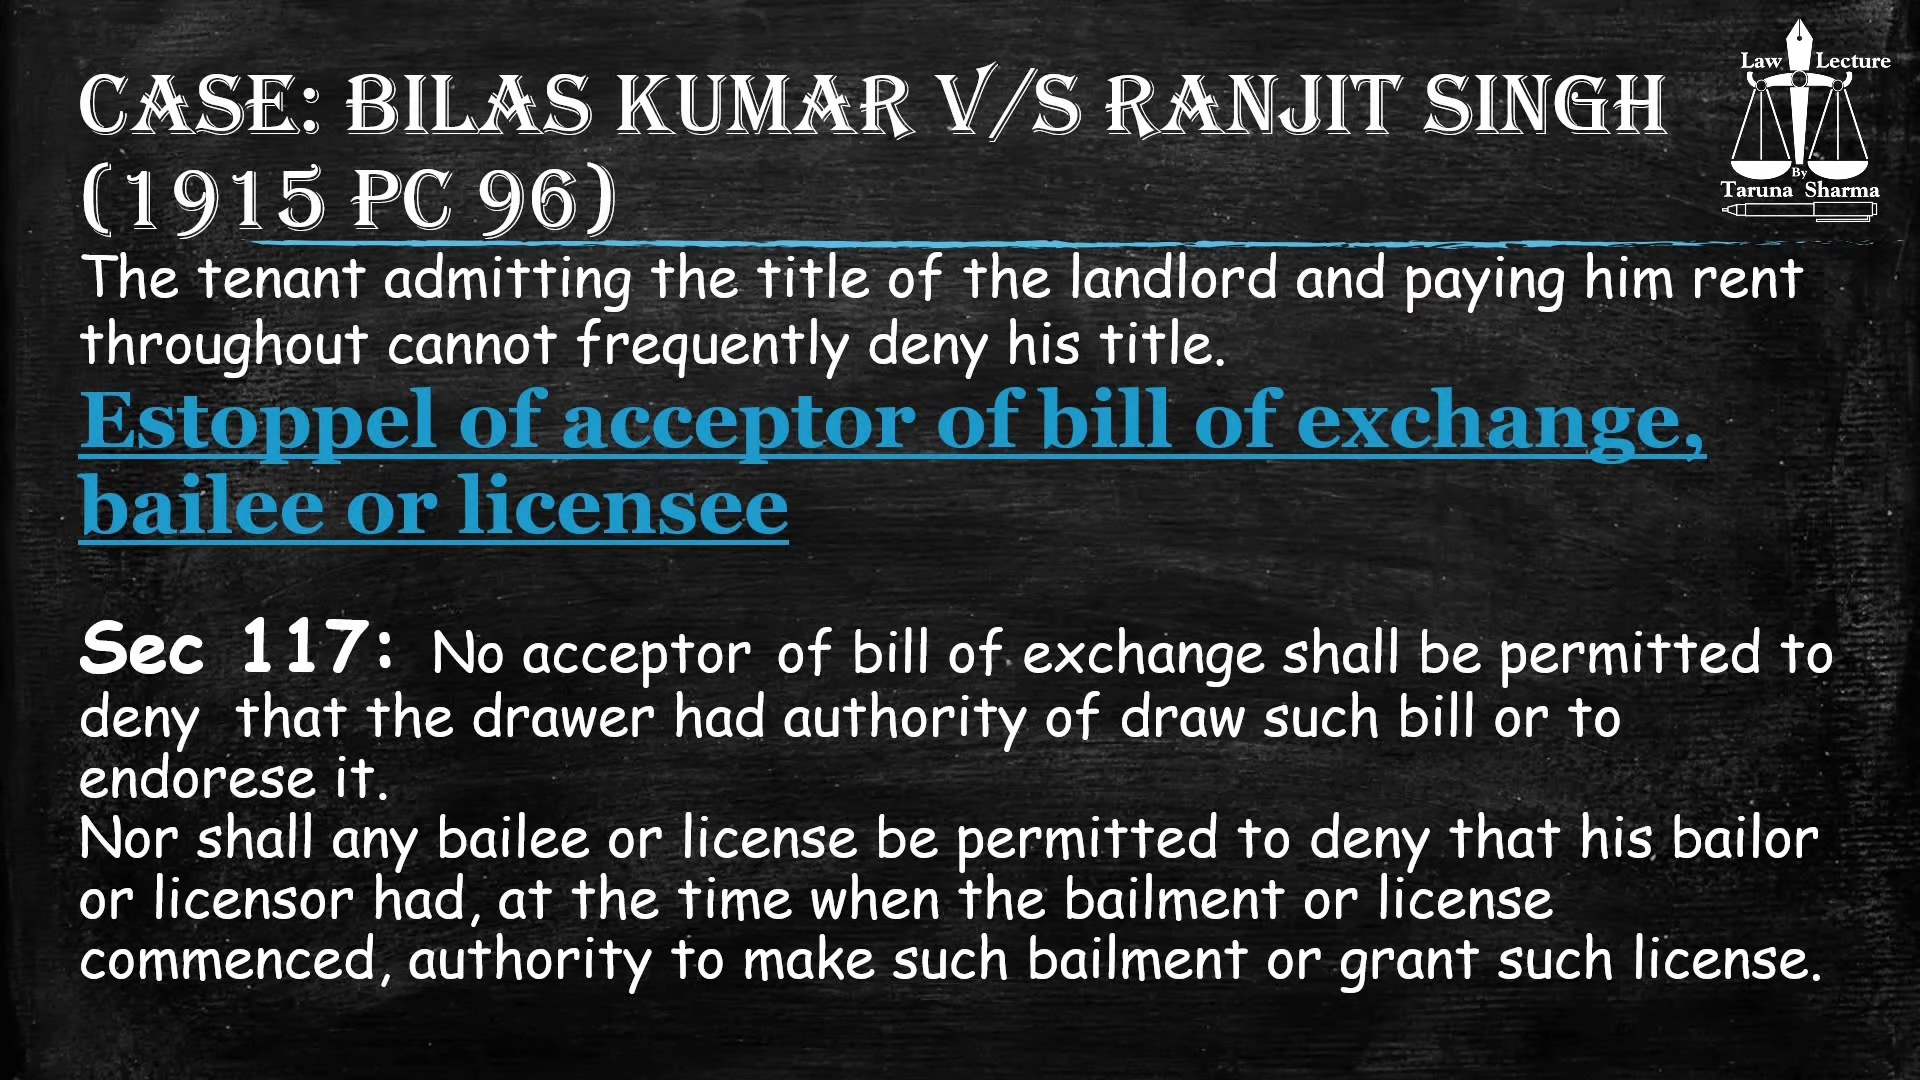 CASE: BILAS KUMAR V/S RANJIT SINGH
(1915 PC 96)
Law Lecture
By
Taruna Sharma
The tenant admitting the title of the landlord and paying him rent
throughout cannot frequently deny his title.
Estoppel of acceptor of bill of exchange,
bailee or licensee
Sec 117: No acceptor of bill of exchange shall be permitted to
deny that the drawer had authority of draw such bill or to
endorese it.
Nor shall any bailee or license be permitted to deny that his bailor
or licensor had, at the time when the bailment or license
commenced, authority to make such bailment or grant such license.